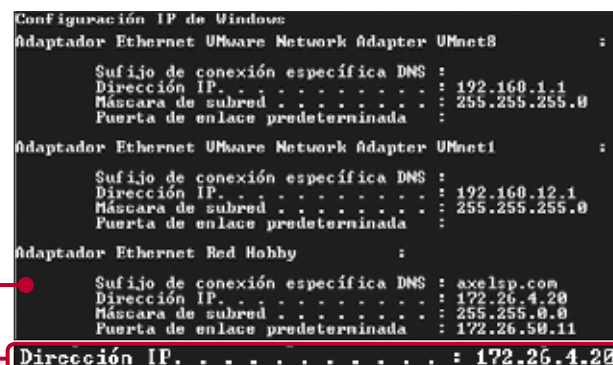 Configuración IP de Windows
Adaptador Ethernet VMware Network Adapter VMnet8 :
Sufijo de conexión específica DNS :
Dirección IP. . . . . . . . . . . : 192.168.1.1
Máscara de subred . . . . . . . . : 255.255.255.0
Puerta de enlace predeterminada :
Adaptador Ethernet VMware Network Adapter VMnet1 :
Sufijo de conexión específica DNS :
Dirección IP. . . . . . . . . . . : 192.168.12.1
Máscara de subred . . . . . . . . : 255.255.255.0
Puerta de enlace predeterminada :
Adaptador Ethernet Red Hobby :
Sufijo de conexión específica DNS : axelsp.com
Dirección IP. . . . . . . . . . . : 172.26.4.20
Máscara de subred . . . . . . . . : 255.255.0.0
Puerta de enlace predeterminada : 172.26.50.11
Dirección IP. . . . . . . . . . . : 172.26.4.20